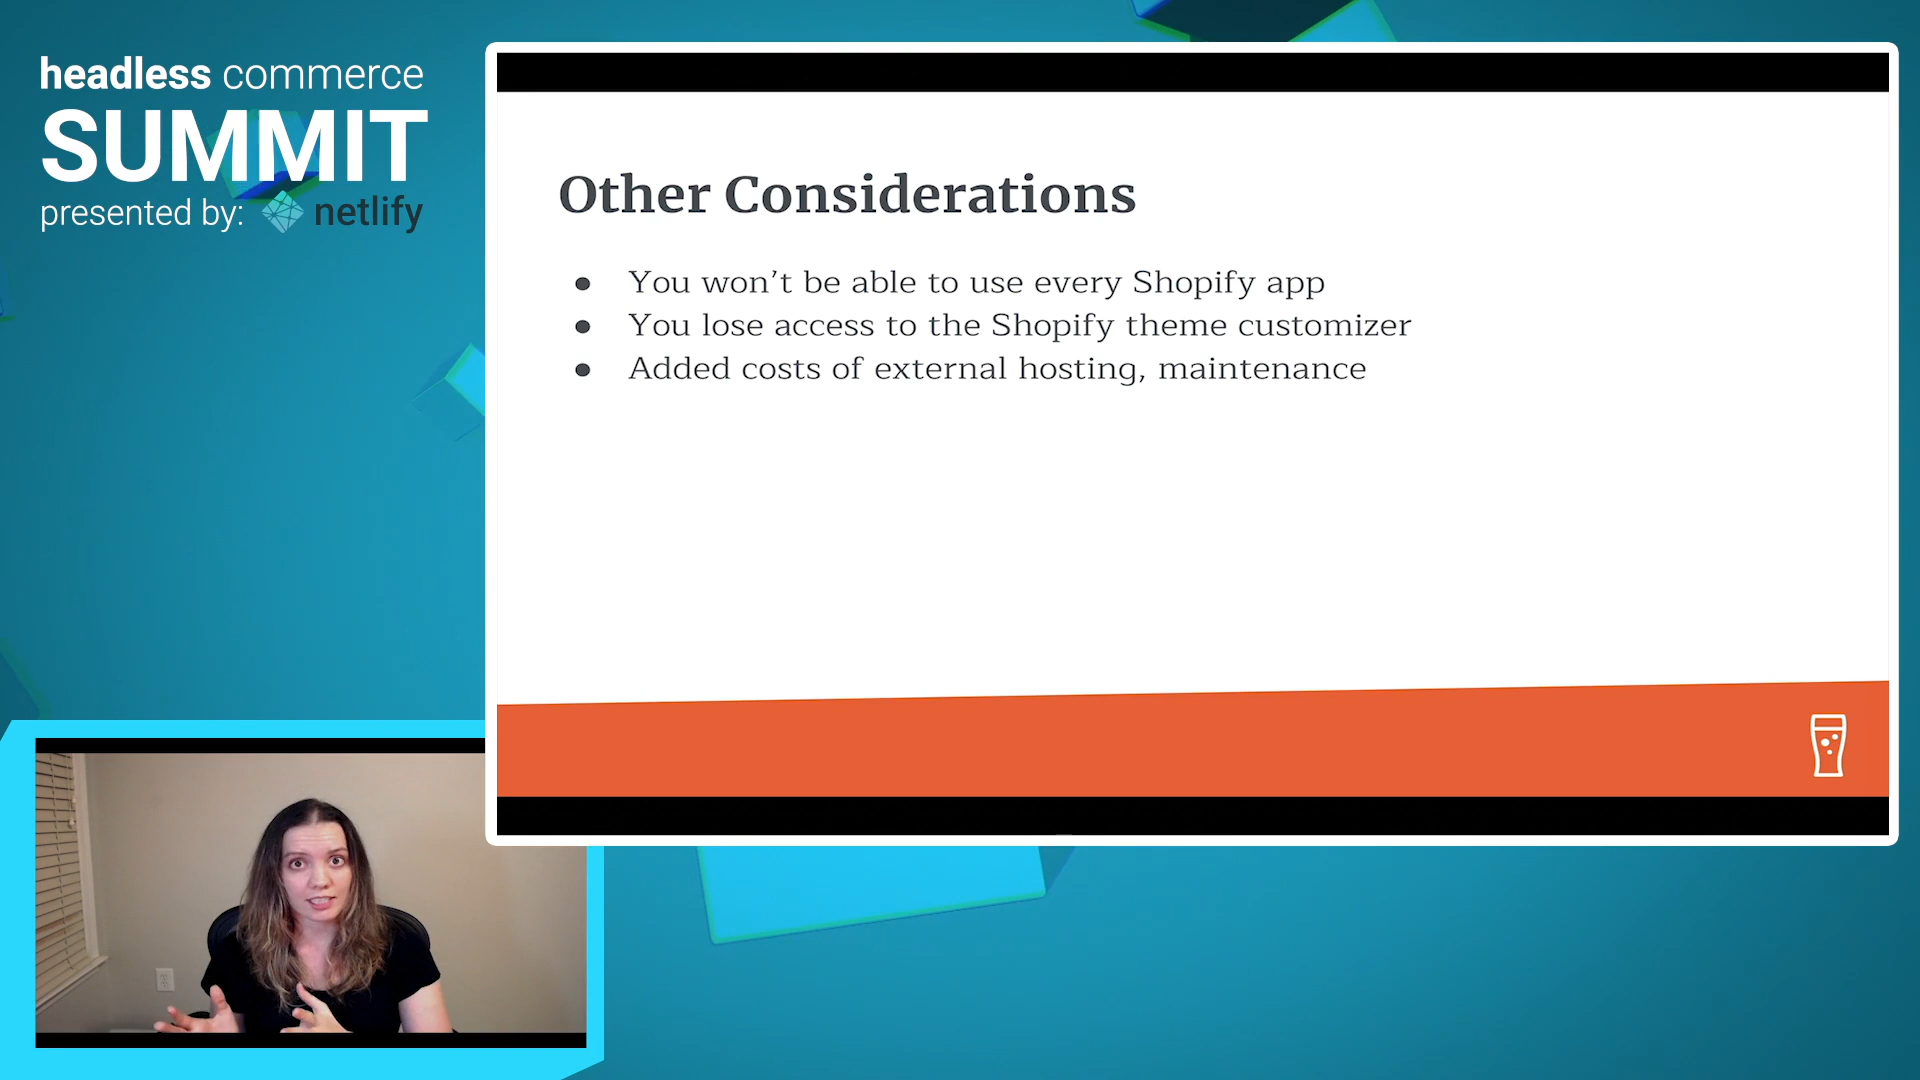 headless commerce
SUMMIT
presented by: netlify
Other Considerations
● You won’t be able to use every Shopify app
● You lose access to the Shopify theme customizer
● Added costs of external hosting, maintenance